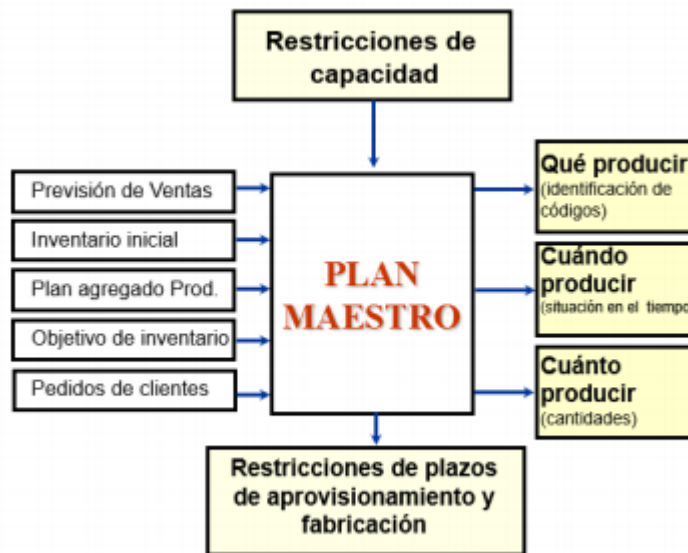 Restricciones de
capacidad
Previsión de Ventas
Inventario inicial
Plan agregado Prod.
Objetivo de inventario
Pedidos de clientes
PLAN
MAESTRO
Qué producir
(identificación de
códigos)
Cuándo
producir
(situación en el tiempo
Cuánto
producir
(cantidades)
Restricciones de plazos
de aprovisionamiento y
fabricación